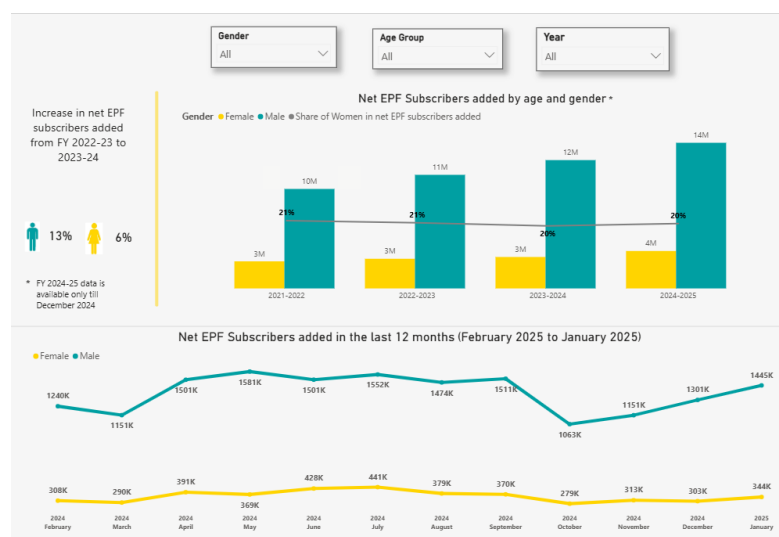 Gender
All
Age Group
All
Year
All
Increase in net EPF
subscribers added
from FY 2022-23 to
2023-24
13%
6%
* FY 2024-25 data is
available only till
December 2024
Net EPF Subscribers added by age and gender *
Gender Female Male Share of Women in net EPF subscribers added
3M
10M
21%
3M
11M
21%
3M
12M
20%
4M
14M
20%
2021-2022
2022-2023
2023-2024
2024-2025
Net EPF Subscribers added in the last 12 months (February 2025 to January 2025)
Female Male
1240K
1151K
1501K
1581K
1501K
1552K
1474K
1511K
1063K
1151K
1301K
1445K
308K
290K
391K
369K
428K
441K
379K
370K
279K
313K
303K
344K
2024
February
2024
March
2024
April
2024
May
2024
June
2024
July
2024
August
2024
September
2024
October
2024
November
2024
December
2025
January